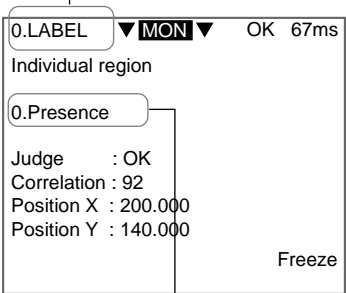 0.LABEL ▼ MON ▼ OK 67ms
Individual region
0.Presence
Judge : OK
Correlation : 92
Position X : 200.000
Position Y : 140.000
Freeze